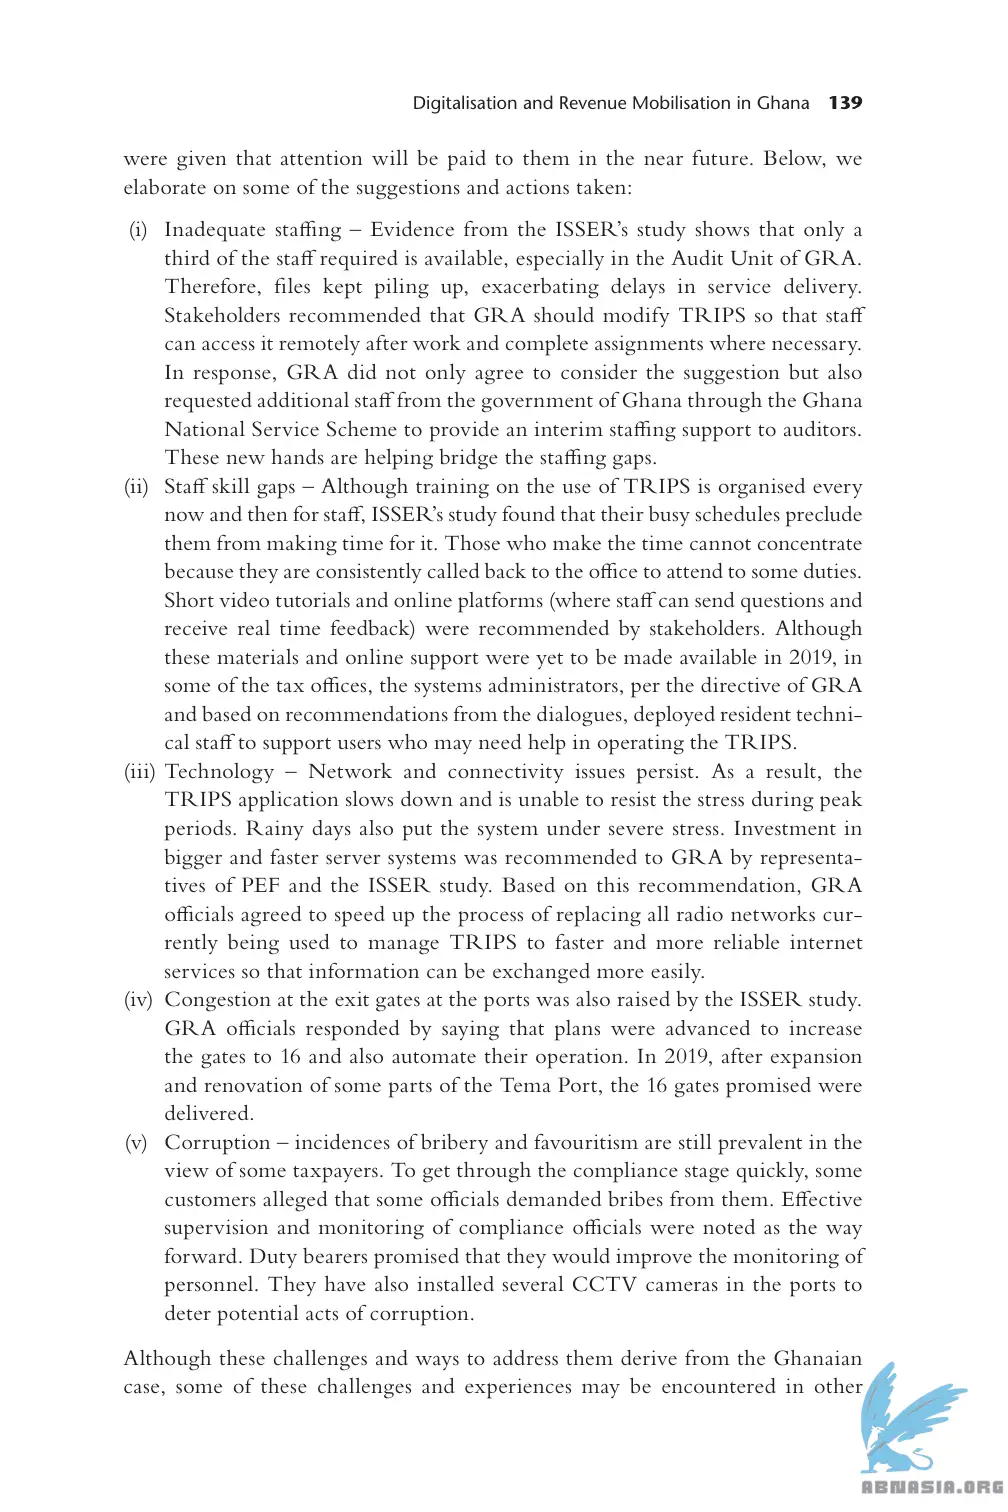 Digitalisation and Revenue Mobilisation in Ghana 139
were given that attention will be paid to them in the near future. Below, we
elaborate on some of the suggestions and actions taken:
(i) Inadequate staffing – Evidence from the ISSER’s study shows that only a
third of the staff required is available, especially in the Audit Unit of GRA.
Therefore, files kept piling up, exacerbating delays in service delivery.
Stakeholders recommended that GRA should modify TRIPS so that staff
can access it remotely after work and complete assignments where necessary.
In response, GRA did not only agree to consider the suggestion but also
requested additional staff from the government of Ghana through the Ghana
National Service Scheme to provide an interim staffing support to auditors.
These new hands are helping bridge the staffing gaps.
(ii) Staff skill gaps – Although training on the use of TRIPS is organised every
now and then for staff, ISSER’s study found that their busy schedules preclude
them from making time for it. Those who make the time cannot concentrate
because they are consistently called back to the office to attend to some duties.
Short video tutorials and online platforms (where staff can send questions and
receive real time feedback) were recommended by stakeholders. Although
these materials and online support were yet to be made available in 2019, in
some of the tax offices, the systems administrators, per the directive of GRA
and based on recommendations from the dialogues, deployed resident techni-
cal staff to support users who may need help in operating the TRIPS.
(iii) Technology – Network and connectivity issues persist. As a result, the
TRIPS application slows down and is unable to resist the stress during peak
periods. Rainy days also put the system under severe stress. Investment in
bigger and faster server systems was recommended to GRA by representa-
tives of PEF and the ISSER study. Based on this recommendation, GRA
officials agreed to speed up the process of replacing all radio networks cur-
rently being used to manage TRIPS to faster and more reliable internet
services so that information can be exchanged more easily.
(iv) Congestion at the exit gates at the ports was also raised by the ISSER study.
GRA officials responded by saying that plans were advanced to increase
the gates to 16 and also automate their operation. In 2019, after expansion
and renovation of some parts of the Tema Port, the 16 gates promised were
delivered.
(v) Corruption – incidences of bribery and favouritism are still prevalent in the
view of some taxpayers. To get through the compliance stage quickly, some
customers alleged that some officials demanded bribes from them. Effective
supervision and monitoring of compliance officials were noted as the way
forward. Duty bearers promised that they would improve the monitoring of
personnel. They have also installed several CCTV cameras in the ports to
deter potential acts of corruption.
Although these challenges and ways to address them derive from the Ghanaian
case, some of these challenges and experiences may be encountered in other
ABNASIA.ORG